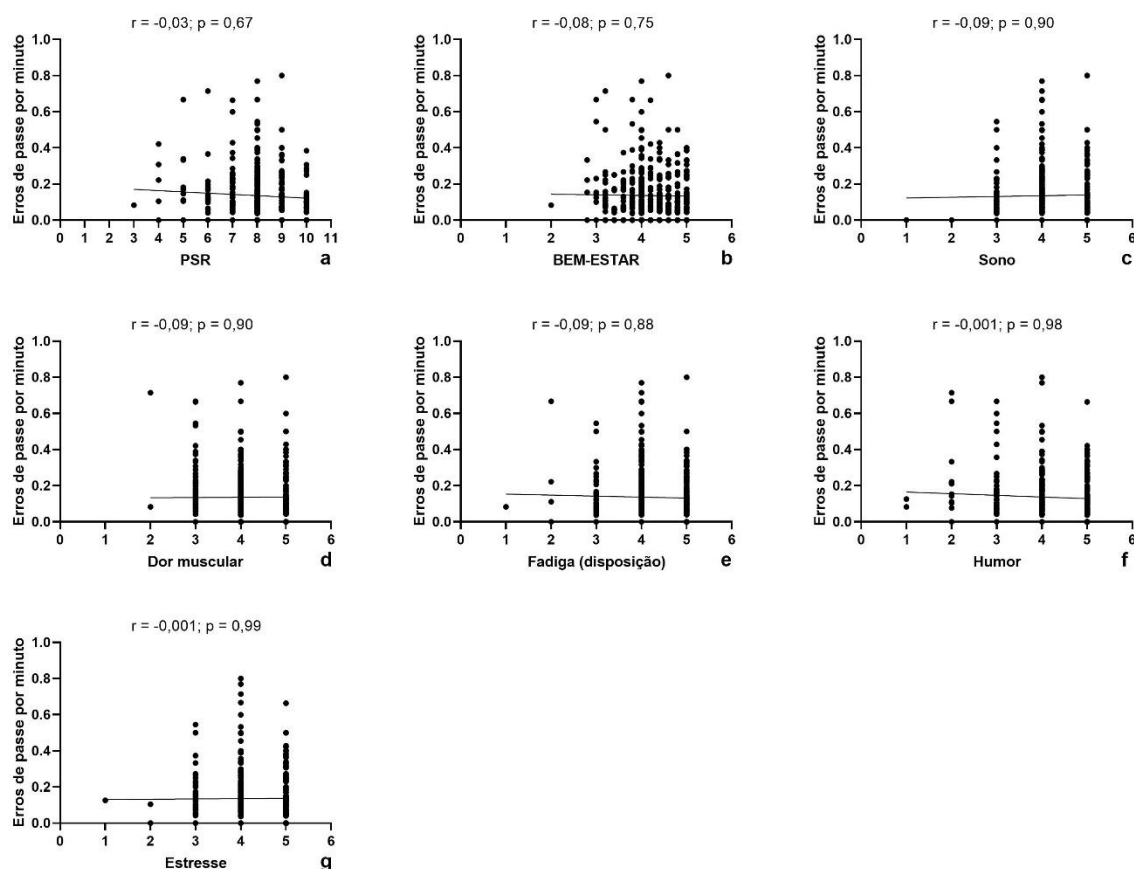 r = -0,03; p = 0,67
Erros de passe por minuto
1.0
0.8
0.6
0.4
0.2
0.0
0 1 2 3 4 5 6 7 8 9 10 11
PSR
a
r = -0,08; p = 0,75
Erros de passe por minuto
1.0
0.8
0.6
0.4
0.2
0.0
0 1 2 3 4 5 6
BEM-ESTAR
b
r = -0,09; p = 0,90
Erros de passe por minuto
1.0
0.8
0.6
0.4
0.2
0.0
0 1 2 3 4 5 6
Sono
c
r = -0,09; p = 0,90
Erros de passe por minuto
1.0
0.8
0.6
0.4
0.2
0.0
0 1 2 3 4 5 6
Dor muscular
d
r = -0,09; p = 0,88
Erros de passe por minuto
1.0
0.8
0.6
0.4
0.2
0.0
0 1 2 3 4 5 6
Fadiga (disposição)
e
r = -0,001; p = 0,98
Erros de passe por minuto
1.0
0.8
0.6
0.4
0.2
0.0
0 1 2 3 4 5 6
Humor
f
r = -0,001; p = 0,99
Erros de passe por minuto
1.0
0.8
0.6
0.4
0.2
0.0
0 1 2 3 4 5 6
Estresse
g